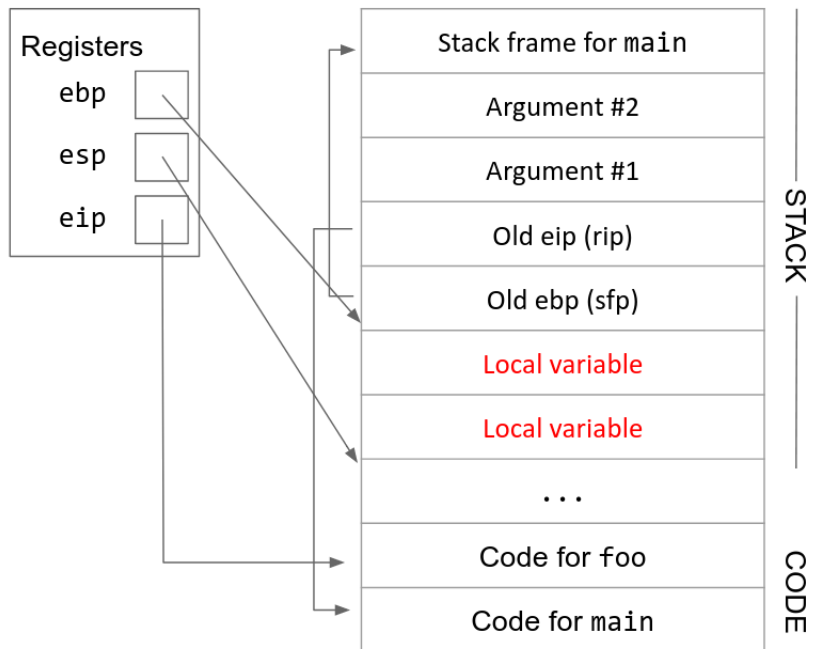 Registers
ebp
esp
eip
Stack frame for main
Argument #2
Argument #1
Old eip (rip)
Old ebp (sfp)
Local variable
Local variable
...
Code for foo
Code for main
STACK
CODE